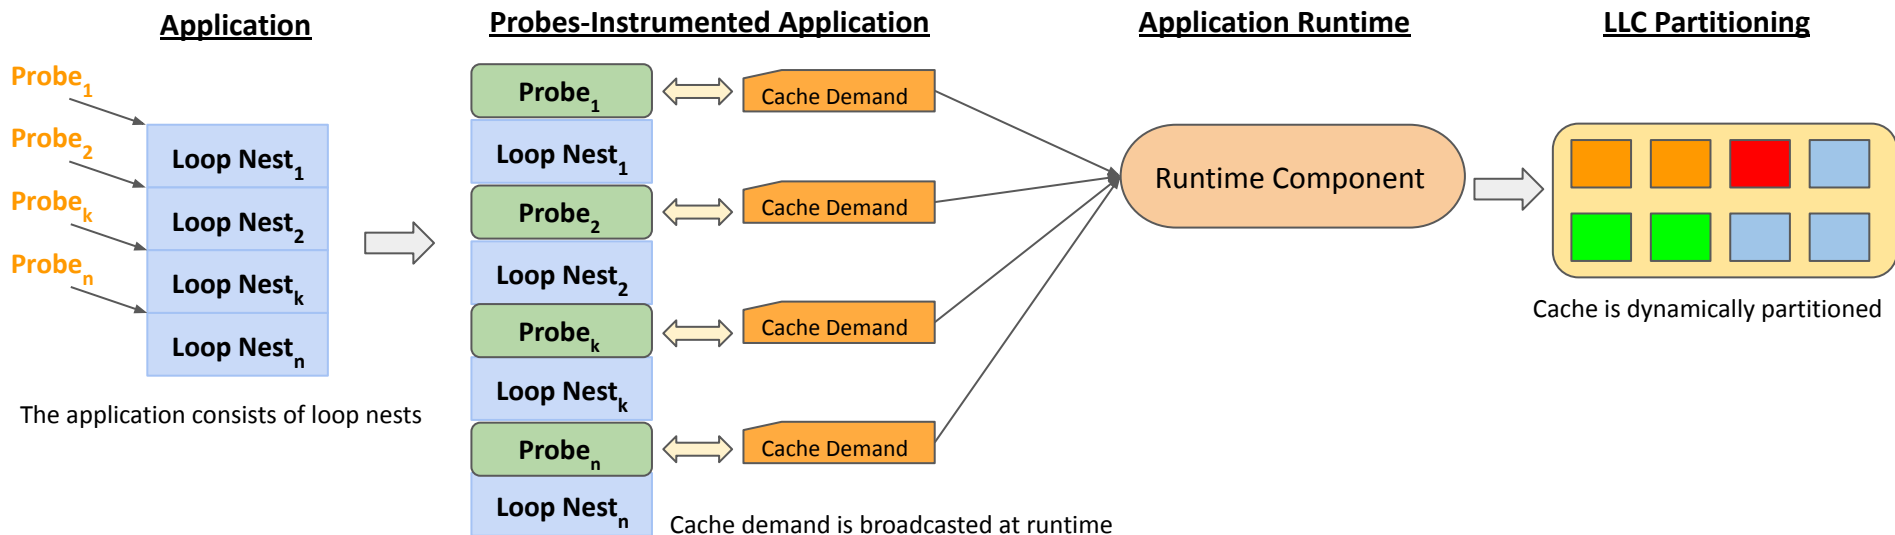 Application
Probe1
Probe2
Probek
Proben
Loop Nest1
Loop Nest2
Loop Nestk
Loop Nestn
The application consists of loop nests
Probes-Instrumented Application
Probe1
Cache Demand
Loop Nest1
Probe2
Cache Demand
Loop Nest2
Probek
Cache Demand
Loop Nestk
Proben
Cache Demand
Loop Nestn
Cache demand is broadcasted at runtime
Application Runtime
Runtime Component
LLC Partitioning
Cache is dynamically partitioned